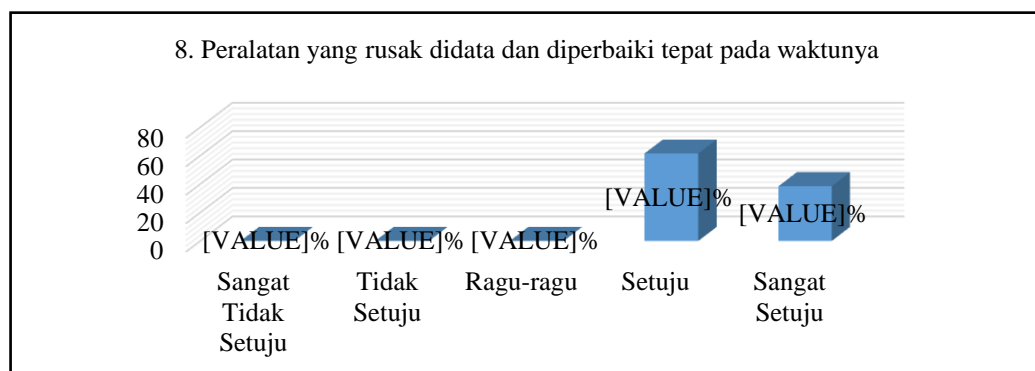 8. Peralatan yang rusak didata dan diperbaiki tepat pada waktunya
80
60
40
20
0
[VALUE]%
[VALUE]%
[VALUE]%
[VALUE]%
[VALUE]%
Sangat
Tidak
Setuju
Tidak
Setuju
Ragu-ragu
Setuju
Sangat
Setuju